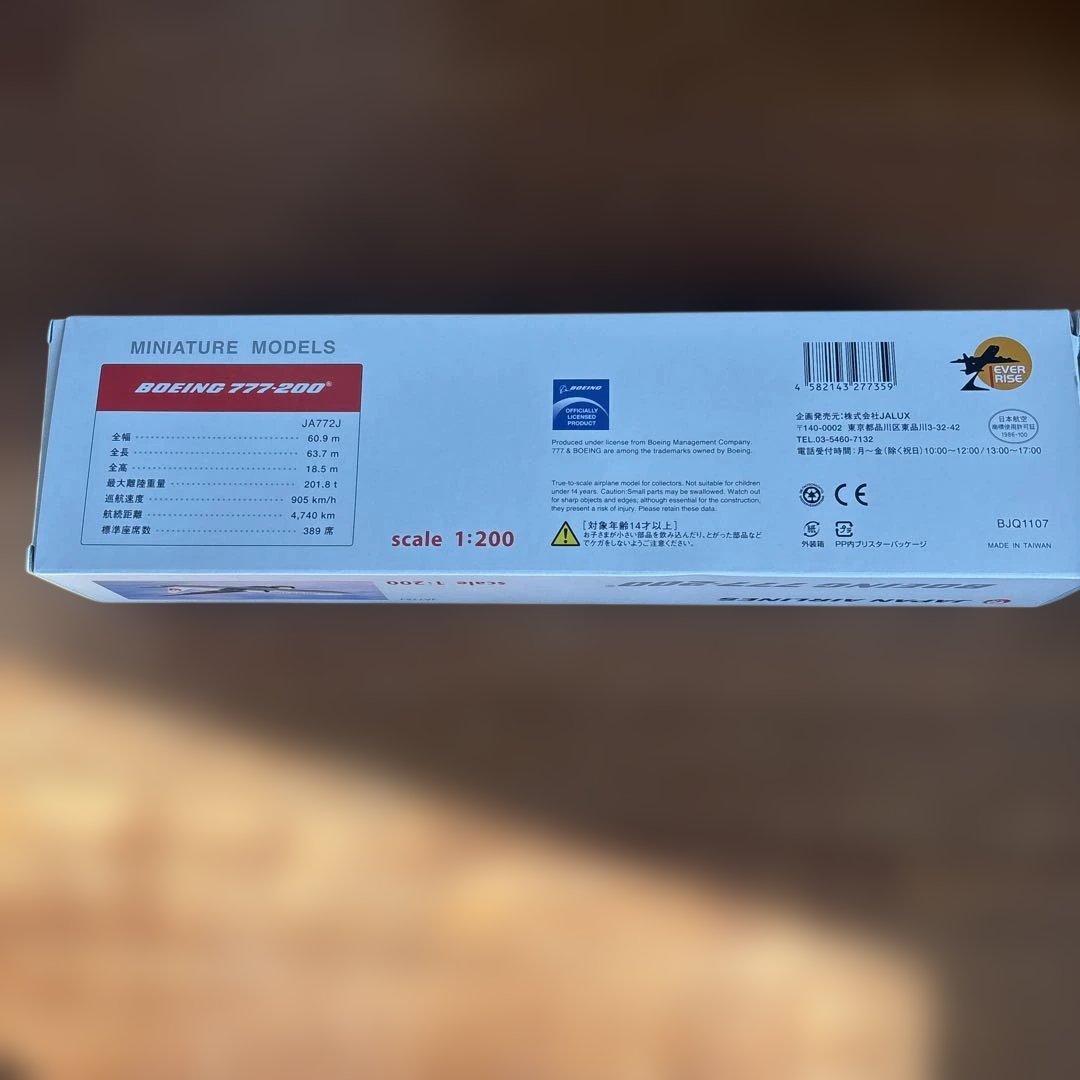 MINIATURE MODELS
BOEING 777-200®
JA772J
全幅 60.9 m
全長 63.7 m
全高 18.5 m
最大離陸重量 201.8 t
巡航速度 905 km/h
航続距離 4,740 km
標準座席数 389 席
scale 1:200
BOEING
OFFICIALLY
LICENSED
PRODUCT
Produced under license from Boeing Management Company.
777 & BOEING are among the trademarks owned by Boeing.
True-to-scale airplane model for collectors. Not suitable for children
under 14 years. Caution:Small parts may be swallowed. Watch out
for sharp objects and edges; although essential for the construction,
they present a risk of injury. Please retain these data.
[対象年齢14才以上]
お子さまが小さい部品を飲み込んだり、とがった部品など
でケガをしないようご注意ください。
4 582143 277359
EVER
RISE
企画発売元:株式会社JALUX
〒140-0002 東京都品川区東品川3-32-42
TEL.03-5460-7132
電話受付時間:月〜金(除く祝日)10:00〜12:00/13:00〜17:00
日本航空
商標使用許可証
1986-100
CE
紙
外装箱
プラ
PP内ブリスターパッケージ
BJQ1107
MADE IN TAIWAN
scale 1:200
BOEING 777-200®
JAPAN AIRLINES